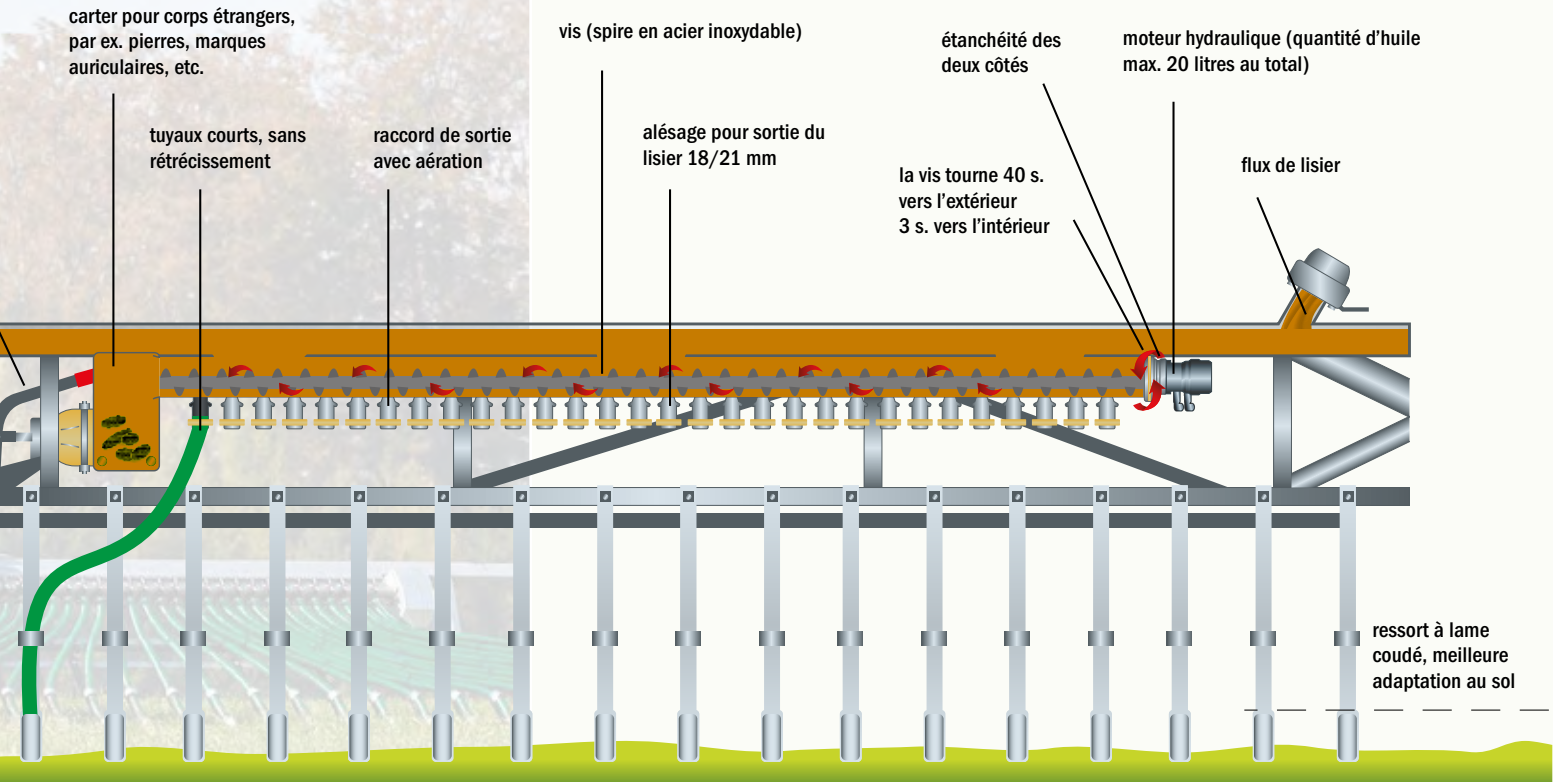 carter pour corps étrangers,
par ex. pierres, marques
auriculaires, etc.
tuyaux courts, sans
rétrécissement
raccord de sortie
avec aération
vis (spire en acier inoxydable)
alésage pour sortie du
lisier 18/21 mm
étanchéité des
deux côtés
la vis tourne 40 s.
vers l’extérieur
3 s. vers l’intérieur
moteur hydraulique (quantité d’huile
max. 20 litres au total)
flux de lisier
ressort à lame
coudé, meilleure
adaptation au sol